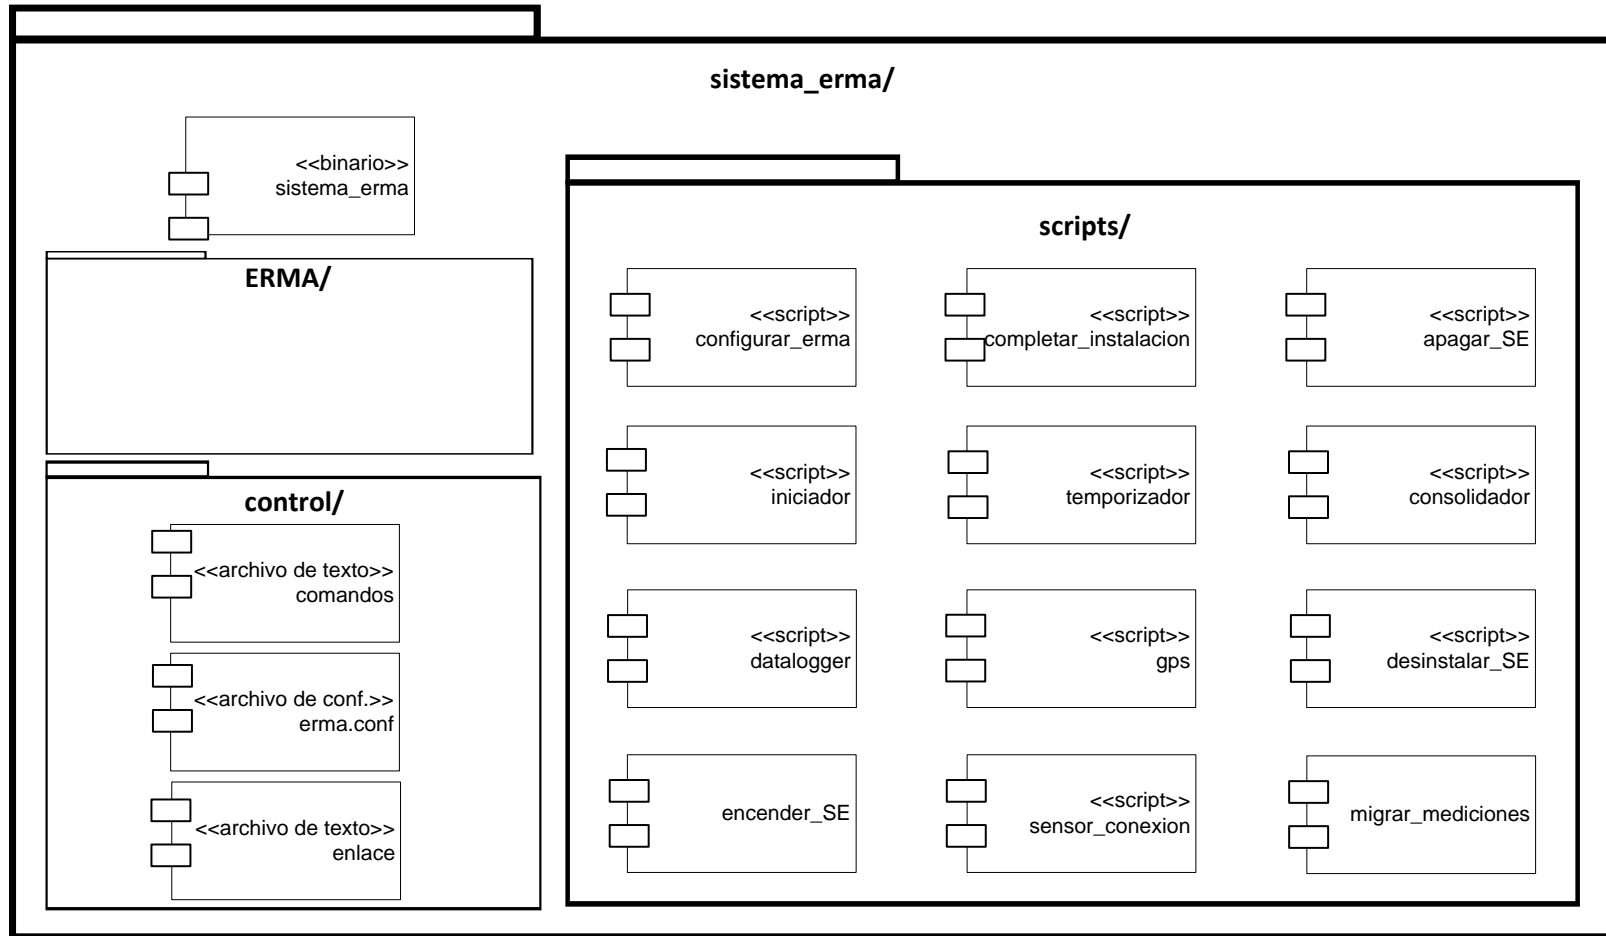 sistema_erma/
<<binario>>
sistema_erma
ERMA/
control/
<<archivo de texto>>
comandos
<<archivo de conf.>>
erma.conf
<<archivo de texto>>
enlace
scripts/
<<script>>
configurar_erma
<<script>>
completar_instalacion
<<script>>
apagar_SE
<<script>>
iniciador
<<script>>
temporizador
<<script>>
consolidador
<<script>>
datalogger
<<script>>
gps
<<script>>
desinstalar_SE
encender_SE
<<script>>
sensor_conexion
migrar_mediciones